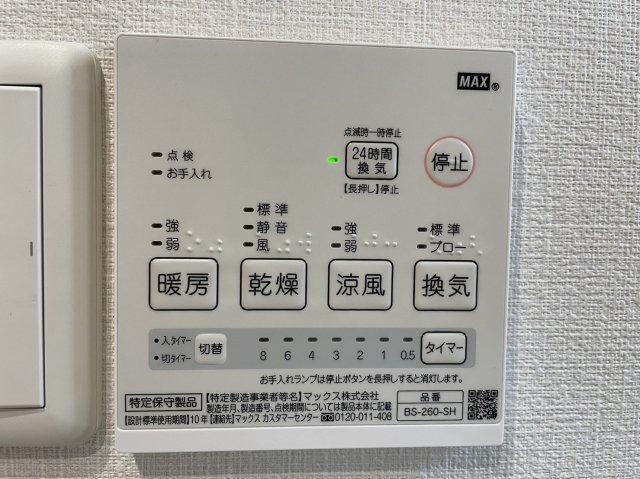 MAX®
点滅時一時停止
点検
お手入れ
24時間
換気
停止
【長押し】停止
強
弱
標準
静音
風
強
弱
標準
ブロー
暖房
乾燥
涼風
換気
入タイマー
切タイマー
切替
8 6 4 3 2 1 0.5
タイマー
お手入れランプは停止ボタンを長押しすると消灯します。
特定保守製品
【特定製造事業者等名】マックス株式会社
製造年月、製造番号、点検期間については製品本体に記載
【設計標準使用期間】10年【連絡先】マックス カスタマーセンター 0120-011-408
品番
BS-260-SH